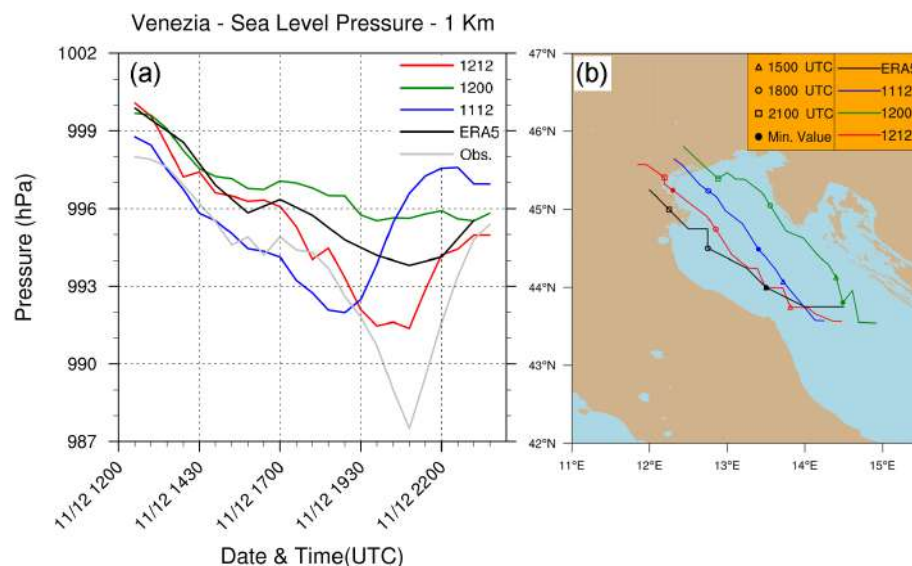 Venezia - Sea Level Pressure - 1 Km
(a)
1212
1200
1112
ERA5
Obs.
1002
999
996
993
990
987
Pressure (hPa)
11/12 1200
11/12 1430
11/12 1700
11/12 1930
11/12 2200
Date & Time(UTC)
(b)
1500 UTC
1800 UTC
2100 UTC
Min. Value
ERA5
1112
1200
1212
47°N
46°N
45°N
44°N
43°N
42°N
11°E
12°E
13°E
14°E
15°E